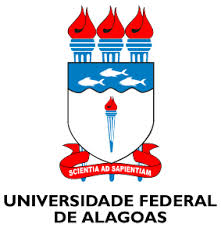 SCIENTIA AD SAPIENTIAM
UNIVERSIDADE FEDERAL
DE ALAGOAS